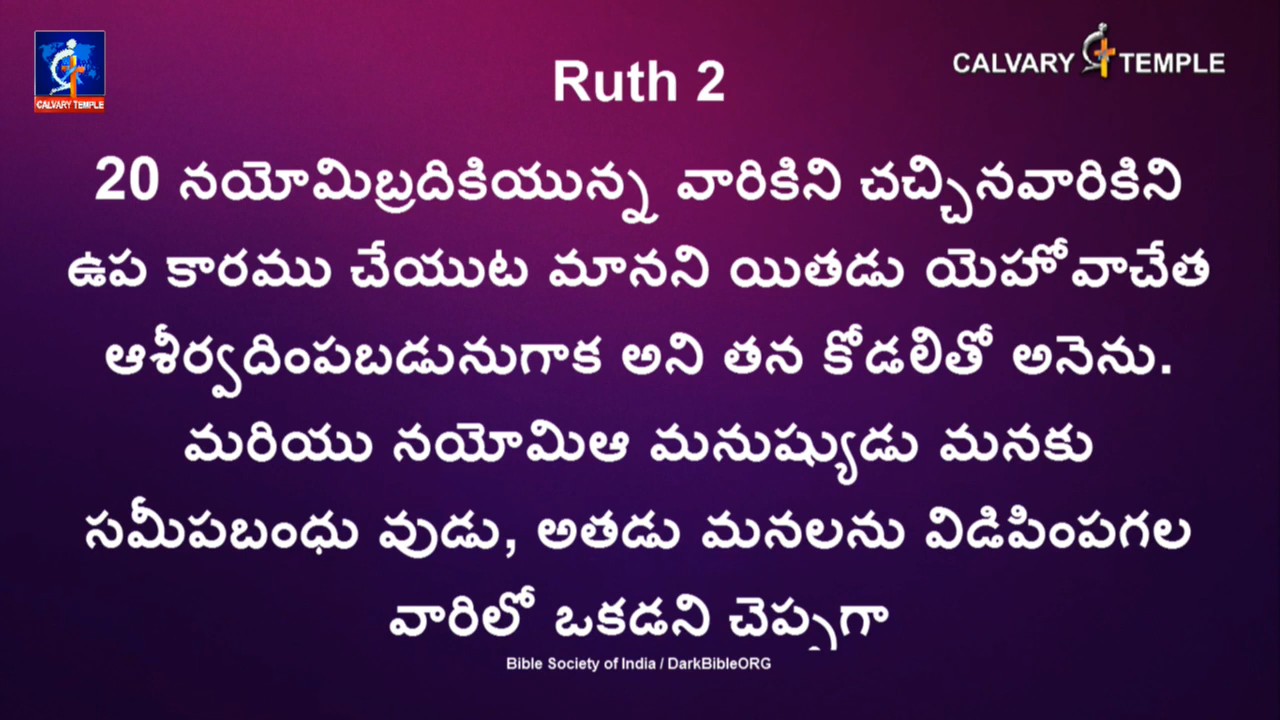 CALVARY TEMPLE
CALVARY TEMPLE
Ruth 2
20 నయోమిబ్రదికియున్న వారికిని చచ్చినవారికిని
ఉప కారము చేయుట మానని యితడు యెహోవాచేత
ఆశీర్వదింపబడునుగాక అని తన కోడలితో అనెను.
మరియు నయోమిఆ మనుష్యుడు మనకు
సమీపబంధు వుడు, అతడు మనలను విడిపింపగల
వారిలో ఒకడని చెప్పగా
Bible Society of India / DarkBibleORG